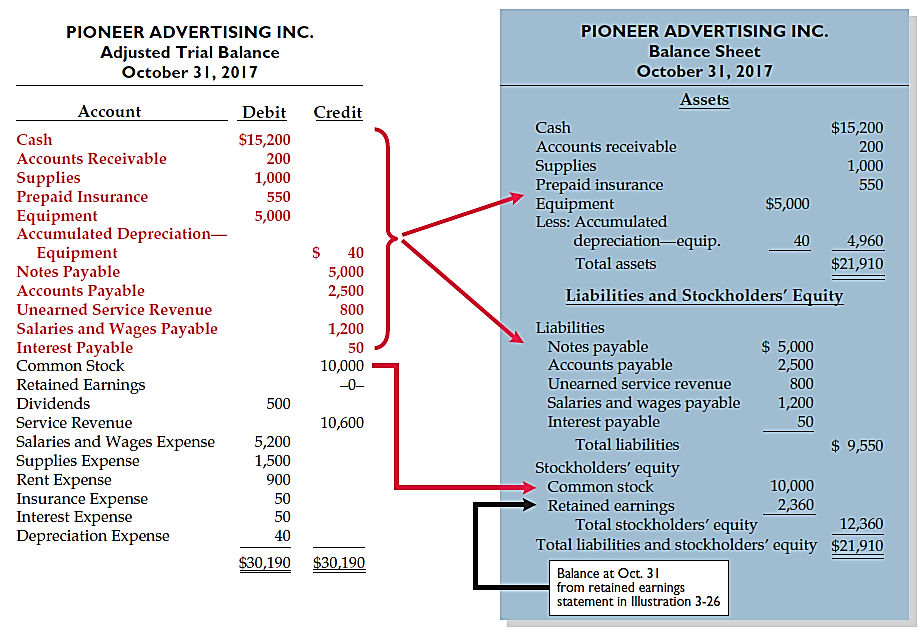 PIONEER ADVERTISING INC.
Adjusted Trial Balance
October 31, 2017
Account Debit Credit
Cash $15,200
Accounts Receivable 200
Supplies 1,000
Prepaid Insurance 550
Equipment 5,000
Accumulated Depreciation—
Equipment $ 40
Notes Payable 5,000
Accounts Payable 2,500
Unearned Service Revenue 800
Salaries and Wages Payable 1,200
Interest Payable 50
Common Stock 10,000
Retained Earnings –0–
Dividends 500
Service Revenue 10,600
Salaries and Wages Expense 5,200
Supplies Expense 1,500
Rent Expense 900
Insurance Expense 50
Interest Expense 50
Depreciation Expense 40
$30,190 $30,190
PIONEER ADVERTISING INC.
Balance Sheet
October 31, 2017
Assets
Cash $15,200
Accounts receivable 200
Supplies 1,000
Prepaid insurance 550
Equipment $5,000
Less: Accumulated
depreciation—equip. 40 4,960
Total assets $21,910
Liabilities and Stockholders' Equity
Liabilities
Notes payable $ 5,000
Accounts payable 2,500
Unearned service revenue 800
Salaries and wages payable 1,200
Interest payable 50
Total liabilities $ 9,550
Stockholders' equity
Common stock 10,000
Retained earnings 2,360
Total stockholders' equity 12,360
Total liabilities and stockholders' equity $21,910
Balance at Oct. 31
from retained earnings
statement in Illustration 3-26